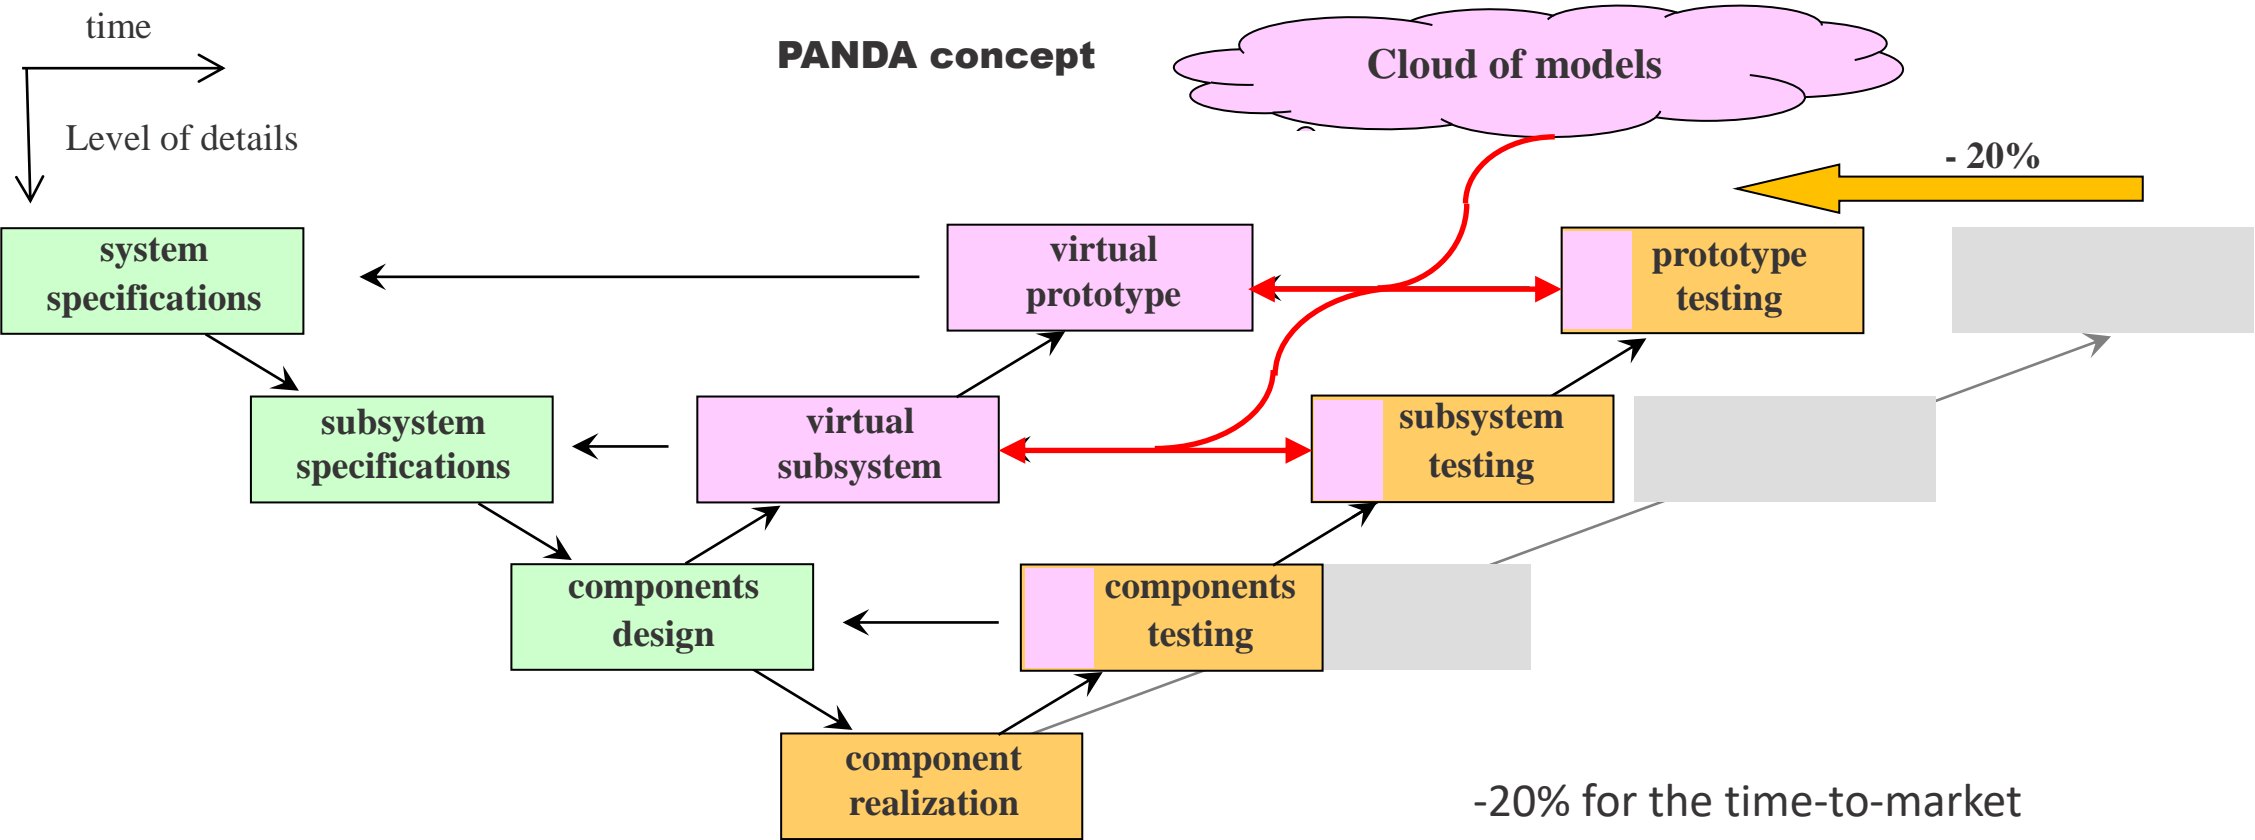 time
PANDA concept
Cloud of models
Level of details
- 20%
system
specifications
virtual
prototype
prototype
testing
subsystem
specifications
virtual
subsystem
subsystem
testing
components
design
components
testing
component
realization
-20% for the time-to-market